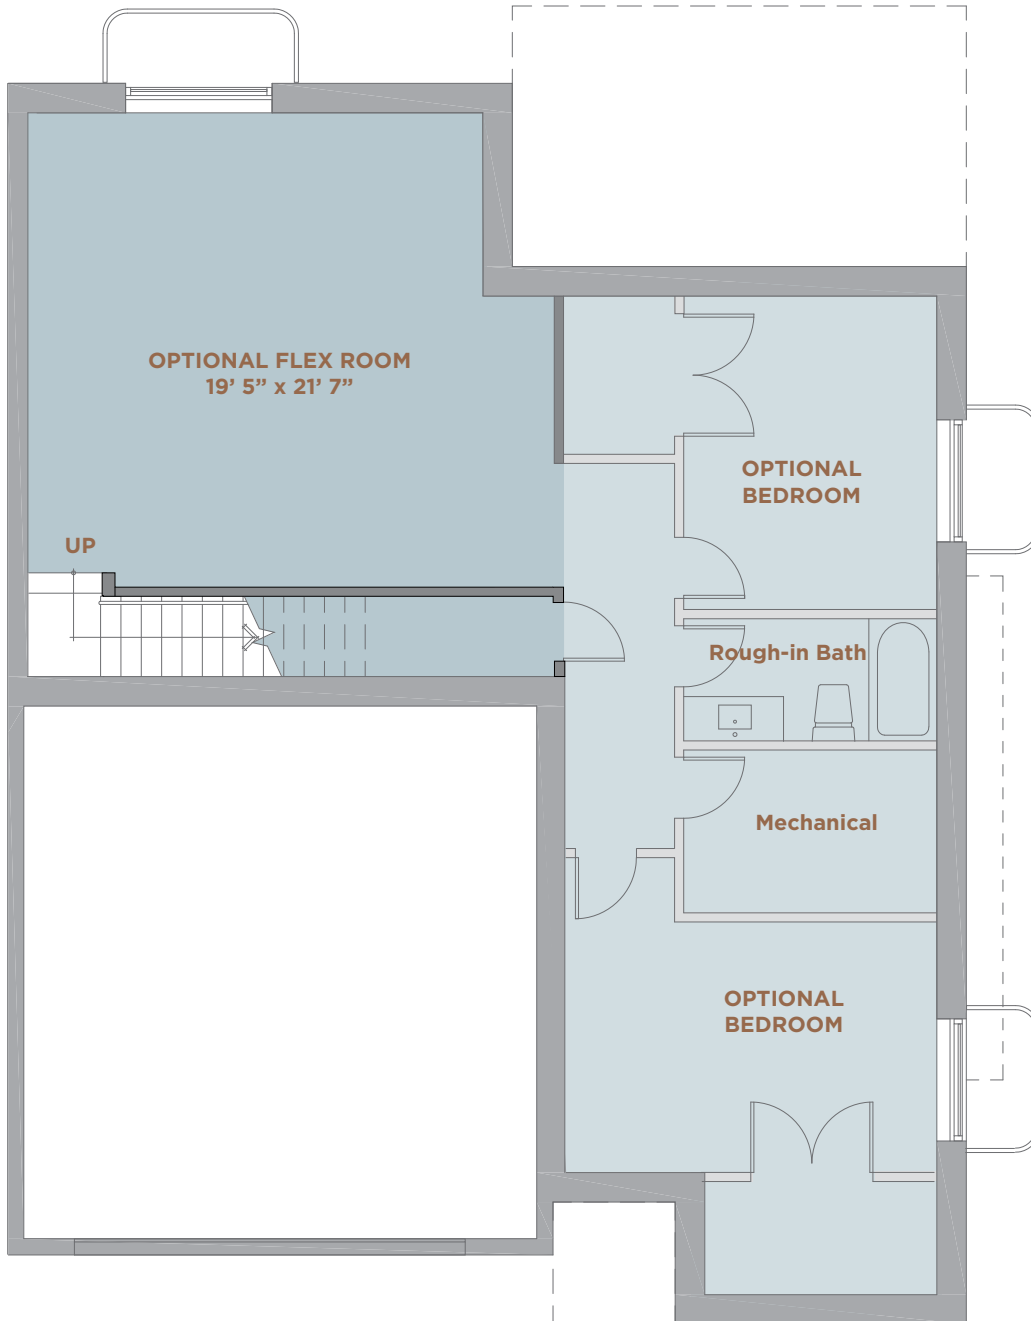 OPTIONAL FLEX ROOM
19’ 5” x 21’ 7”
OPTIONAL
BEDROOM
UP
Rough-in Bath
Mechanical
OPTIONAL
BEDROOM